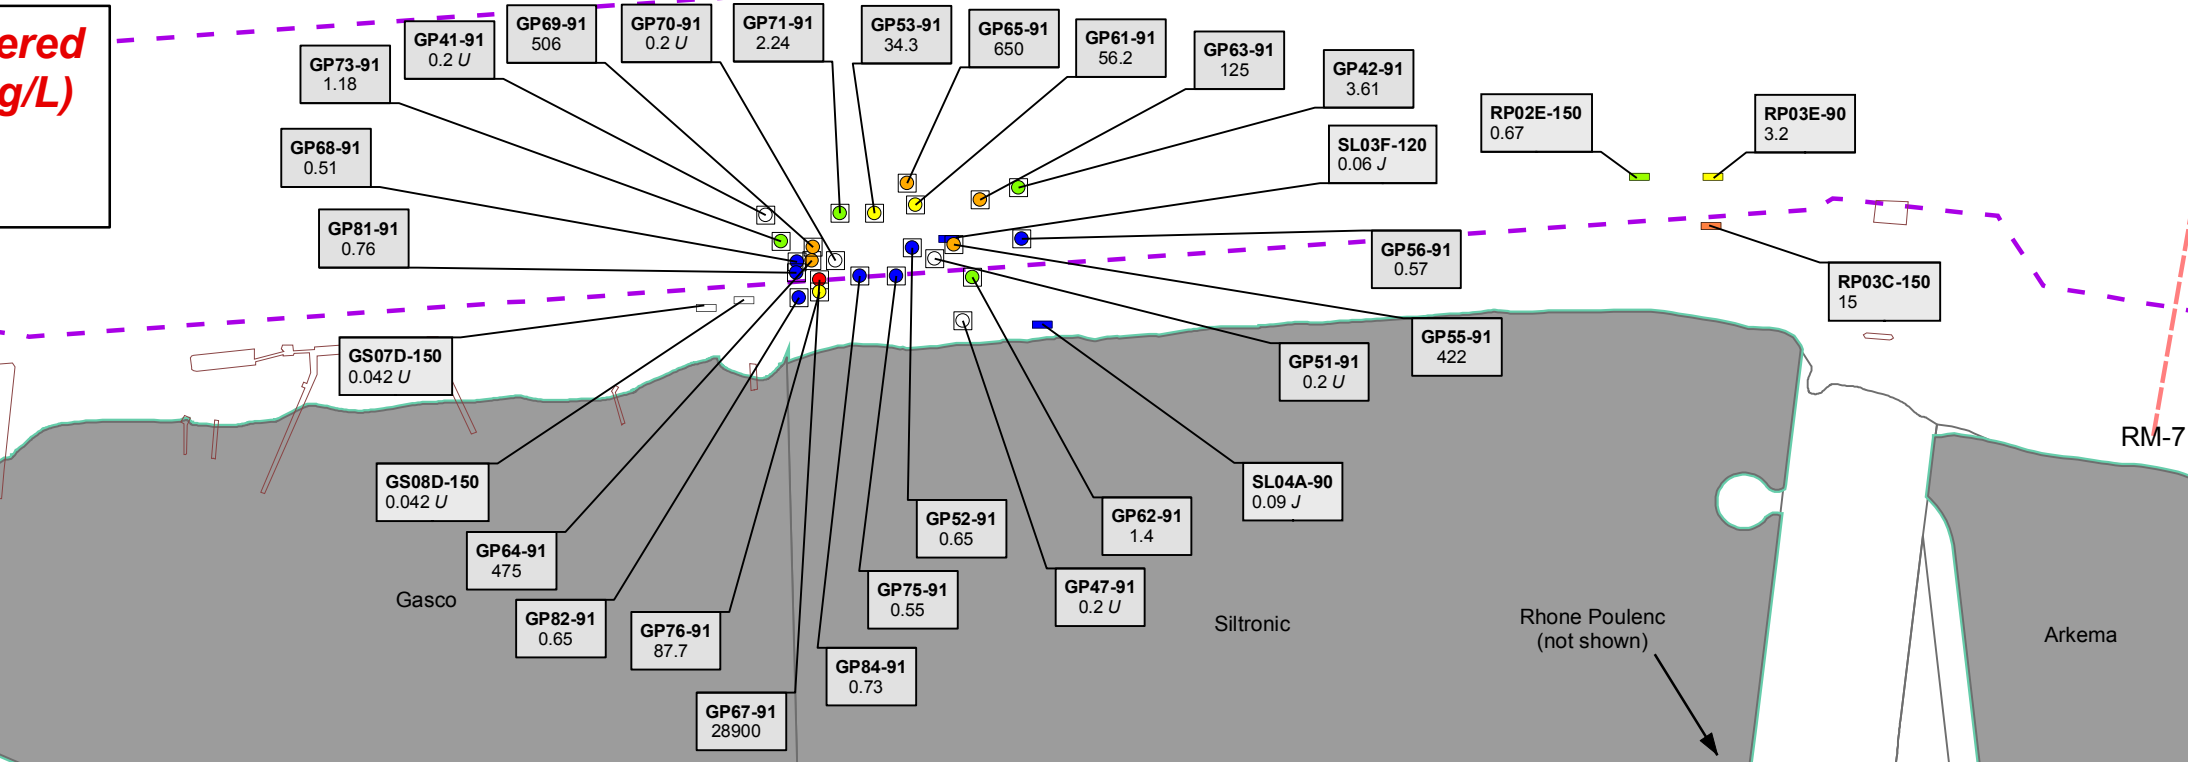 ered
g/L)
GP73-91
1.18
GP41-91
0.2 U
GP69-91
506
GP70-91
0.2 U
GP71-91
2.24
GP53-91
34.3
GP65-91
650
GP61-91
56.2
GP63-91
125
GP42-91
3.61
SL03F-120
0.06 J
RP02E-150
0.67
RP03E-90
3.2
GP68-91
0.51
GP81-91
0.76
GP56-91
0.57
RP03C-150
15
GS07D-150
0.042 U
GP51-91
0.2 U
GP55-91
422
RM-7
GS08D-150
0.042 U
GP64-91
475
GP82-91
0.65
GP76-91
87.7
GP67-91
28900
GP84-91
0.73
GP75-91
0.55
GP52-91
0.65
GP47-91
0.2 U
GP62-91
1.4
SL04A-90
0.09 J
Gasco
Siltronic
Rhone Poulenc
(not shown)
Arkema